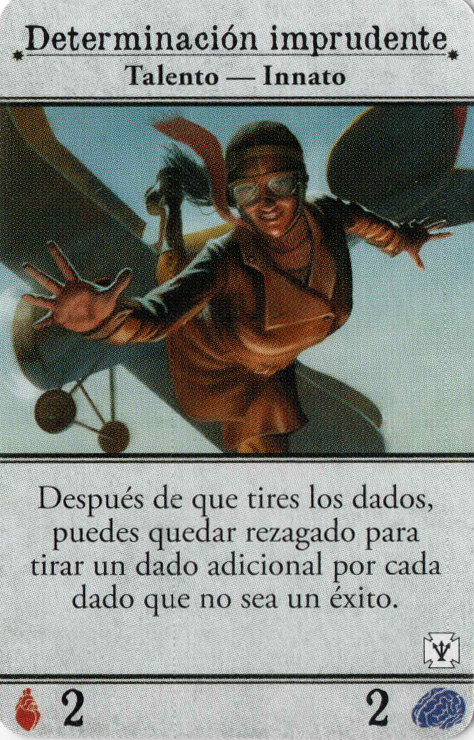 Determinación imprudente
Talento — Innato
Después de que tires los dados,
puedes quedar rezagado para
tirar un dado adicional por cada
dado que no sea un éxito.
2
2